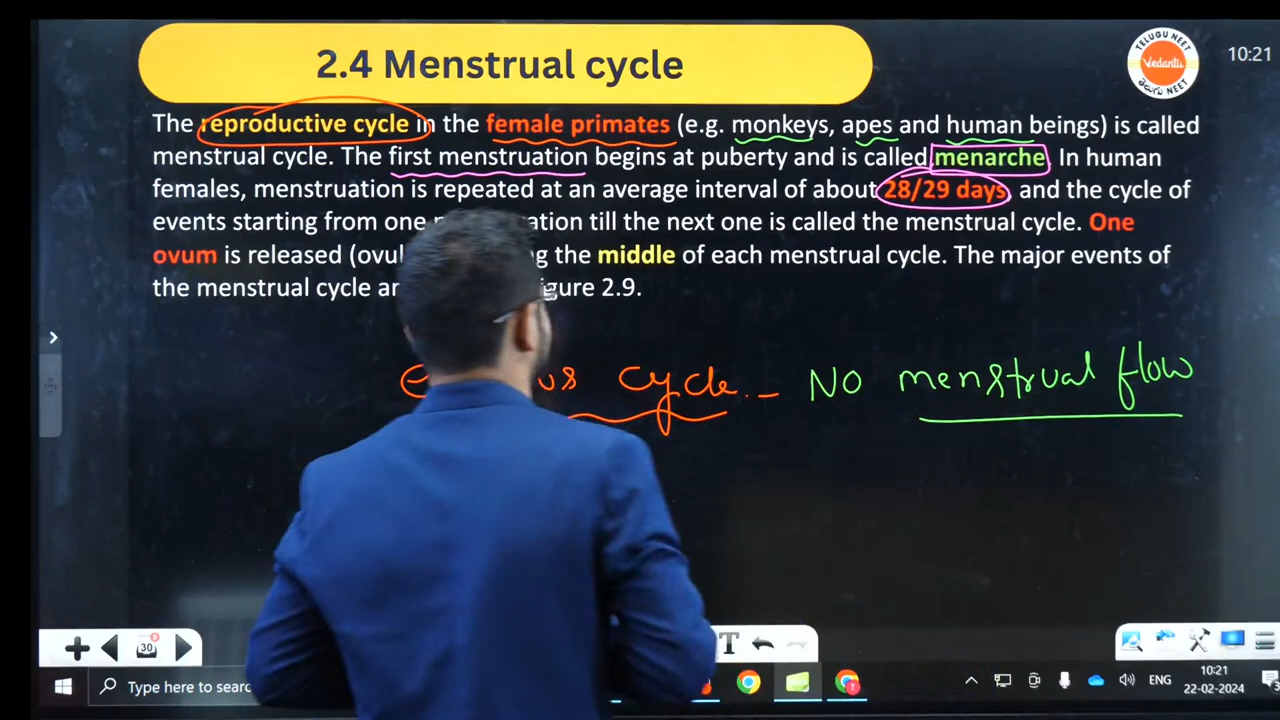 2.4 Menstrual cycle
TELUGU NEET
Vedantu
తెలుగు NEET
10:21
The reproductive cycle in the female primates (e.g. monkeys, apes and human beings) is called
menstrual cycle. The first menstruation begins at puberty and is called menarche. In human
females, menstruation is repeated at an average interval of about 28/29 days, and the cycle of
events starting from one ation till the next one is called the menstrual cycle. One
ovum is released (ovul g the middle of each menstrual cycle. The major events of
the menstrual cycle ar igure 2.9.
us cycle. - NO menstrual flow
30
T
Type here to searc
ENG
10:21
22-02-2024